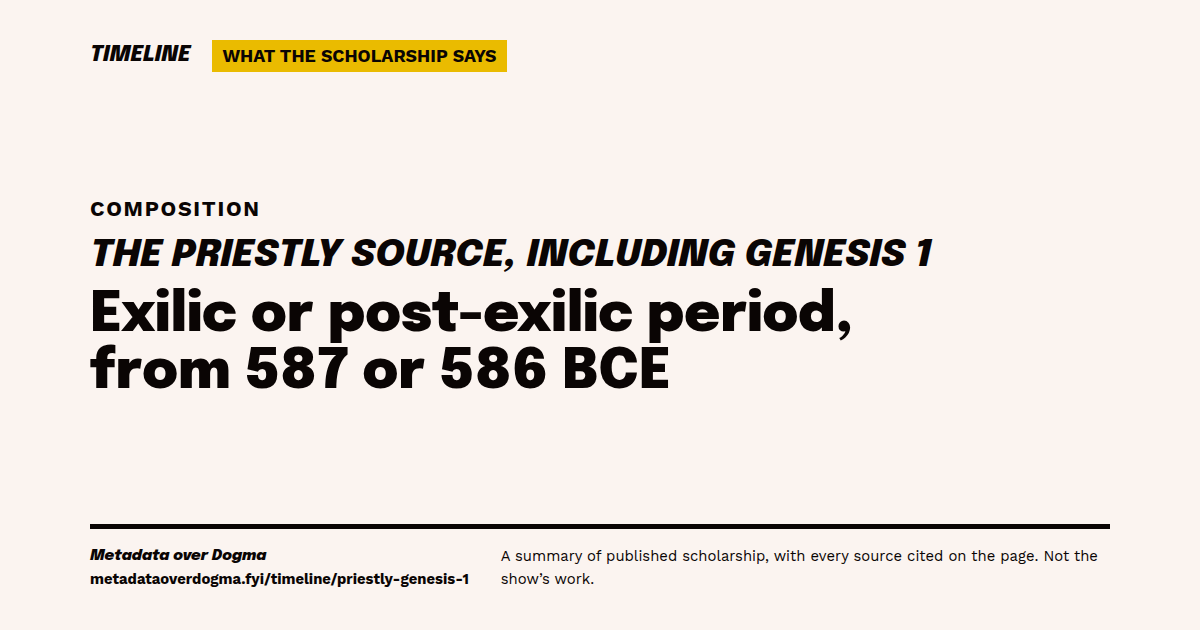 TIMELINE
WHAT THE SCHOLARSHIP SAYS
COMPOSITION
THE PRIESTLY SOURCE, INCLUDING GENESIS 1
Exilic or post-exilic period,
from 587 or 586 BCE
Metadata over Dogma
metadataoverdogma.fyi/timeline/priestly-genesis-1
A summary of published scholarship, with every source cited on the page. Not the
show’s work.